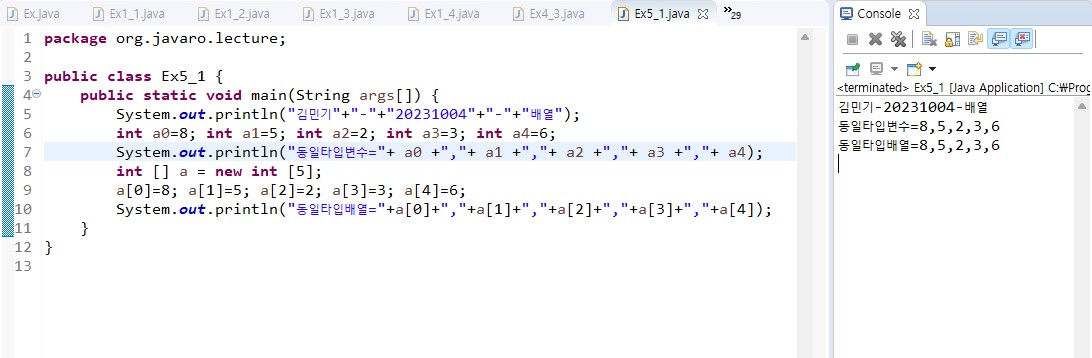 Ex.java Ex1_1.java Ex1_2.java Ex1_3.java Ex1_4.java Ex4_3.java Ex5_1.java »29
1 package org.javaro.lecture;
2
3 public class Ex5_1 {
4 public static void main(String args[]) {
5 System.out.println("김민기"+"-"+"20231004"+"-"+"배열");
6 int a0=8; int a1=5; int a2=2; int a3=3; int a4=6;
7 System.out.println("동일타입변수="+ a0 +","+ a1 +","+ a2 +","+ a3 +","+ a4);
8 int [] a = new int [5];
9 a[0]=8; a[1]=5; a[2]=2; a[3]=3; a[4]=6;
10 System.out.println("동일타입배열="+a[0]+","+a[1]+","+a[2]+","+a[3]+","+a[4]);
11 }
12 }
13
Console
<terminated> Ex5_1 [Java Application] C:₩Prog
김민기-20231004-배열
동일타입변수=8,5,2,3,6
동일타입배열=8,5,2,3,6